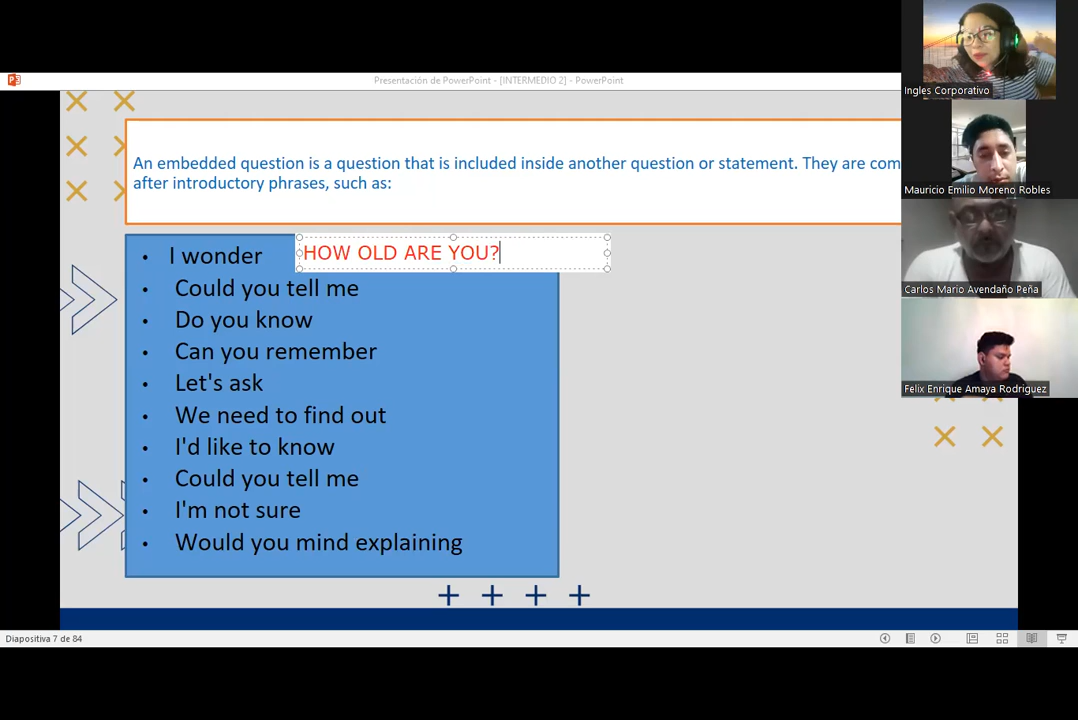 Presentación de PowerPoint - [INTERMEDIO 2] - PowerPoint
An embedded question is a question that is included inside another question or statement. They are com
after introductory phrases, such as:
• I wonder HOW OLD ARE YOU?
• Could you tell me
• Do you know
• Can you remember
• Let's ask
• We need to find out
• I'd like to know
• Could you tell me
• I'm not sure
• Would you mind explaining
Diapositiva 7 de 84
Ingles Corporativo
Mauricio Emilio Moreno Robles
Carlos Mario Avendaño Peña
Felix Enrique Amaya Rodriguez